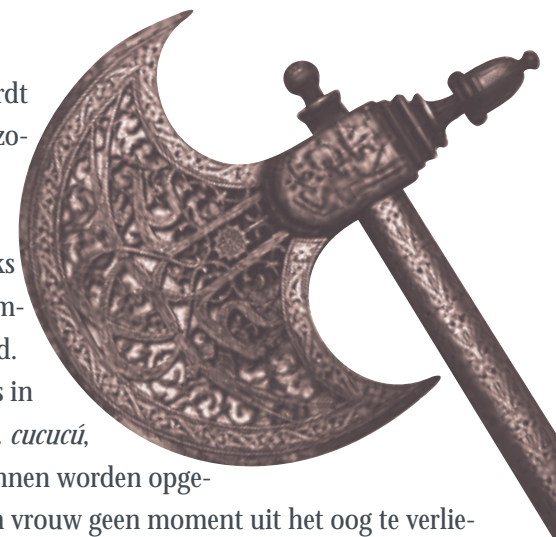 rdt
zo-
ks
m-
d.
s in
. cucucú,
nnen worden opge-
n vrouw geen moment uit het oog te verlie-